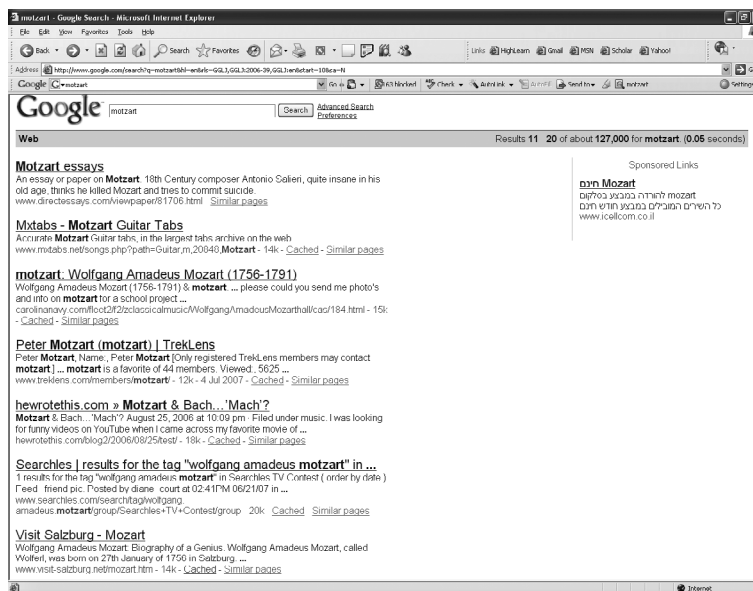 motzart - Google Search - Microsoft Internet Explorer
File Edit View Favorites Tools Help
Back Search Favorites Links HighLearn Gmail MSN Scholar Yahoo!
Address http://www.google.com/search?q=motzart&hl=en&rls=GGLJ,GGLJ:2006-39,GGLJ:en&start=10&sa=N
Google motzart Go 63 blocked Check AutoLink AutoFill Send to motzart Settings
Google motzart Search Advanced Search
Preferences
Web Results 11 20 of about 127,000 for motzart. (0.05 seconds)
Motzart essays
An essay or paper on Motzart. 18th Century composer Antonio Salieri, quite insane in his
old age, thinks he killed Mozart and tries to commit suicide.
www.directessays.com/viewpaper/81706.html Similar pages
Mxtabs - Motzart Guitar Tabs
Accurate Motzart Guitar tabs, in the largest tabs archive on the web
www.mxtabs.net/songs.php?path=Guitar,m,20848,Motzart - 14k - Cached - Similar pages
motzart: Wolfgang Amadeus Mozart (1756-1791)
Wolfgang Amadeus Mozart (1756-1791) & motzart. ... please could you send me photo's
and info on motzart for a school project ...
carolinanavy.com/fleet2/f2/zclassicalmusic/WolfgangAmadeusMozarthall/cas/184.html - 15k
- Cached - Similar pages
Peter Motzart (motzart) | TrekLens
Peter Motzart, Name:, Peter Motzart [Only registered TrekLens members may contact
motzart.] ... motzart is a favorite of 44 members. Viewed:, 5625 ...
www.treklens.com/members/motzart/ - 12k - 4 Jul 2007 - Cached - Similar pages
hewrotethis.com » Motzart & Bach…'Mach'?
Motzart & Bach…'Mach'? August 25, 2006 at 10:09 pm · Filed under music. I was looking
for funny videos on YouTube when I came across my favorite movie of ...
hewrotethis.com/blog2/2006/08/25/test/ - 18k - Cached - Similar pages
Searchles | results for the tag "wolfgang amadeus motzart" in ...
1 results for the tag "wolfgang amadeus motzart" in Searchles TV Contest ( order by date )
Feed friend pic. Posted by diane court at 02:41PM 06/21/07 in ...
www.searchles.com/search/tag/wolfgang.
amadeus.motzart/group/Searchles+TV+Contest/group 20k Cached Similar pages
Visit Salzburg - Mozart
Wolfgang Amadeus Mozart: Biography of a Genius. Wolfgang Amadeus Mozart, called
Wolferl, was born on 27th January of 1756 in Salzburg. ...
www.visit-salzburg.net/mozart.htm - 14k - Cached - Similar pages
Sponsored Links
Mozart חינם
mozart להורדה במבצע בסלקום
כל השירים המובילים במבצע חודש חינם
www.icellcom.co.il
Internet